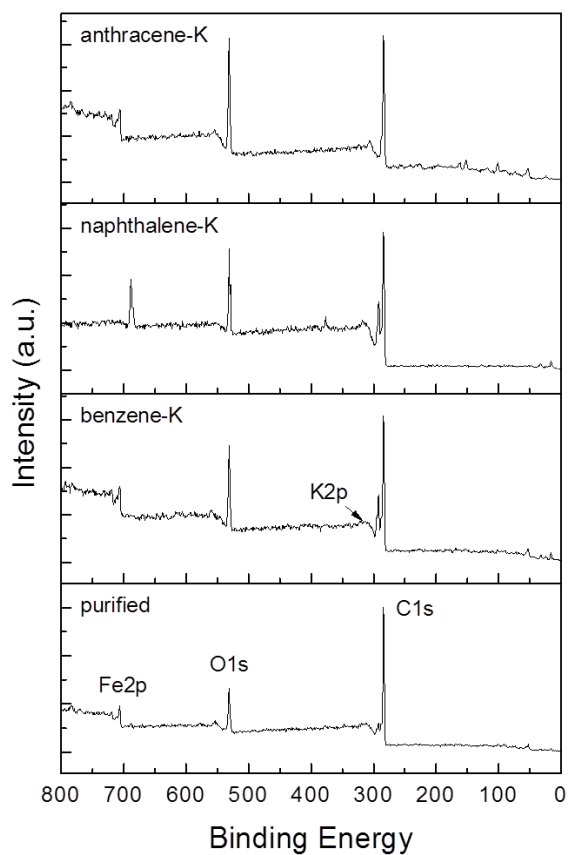 anthracene-K
naphthalene-K
benzene-K
K2p
purified
C1s
O1s
Fe2p
Intensity (a.u.)
800 700 600 500 400 300 200 100 0
Binding Energy